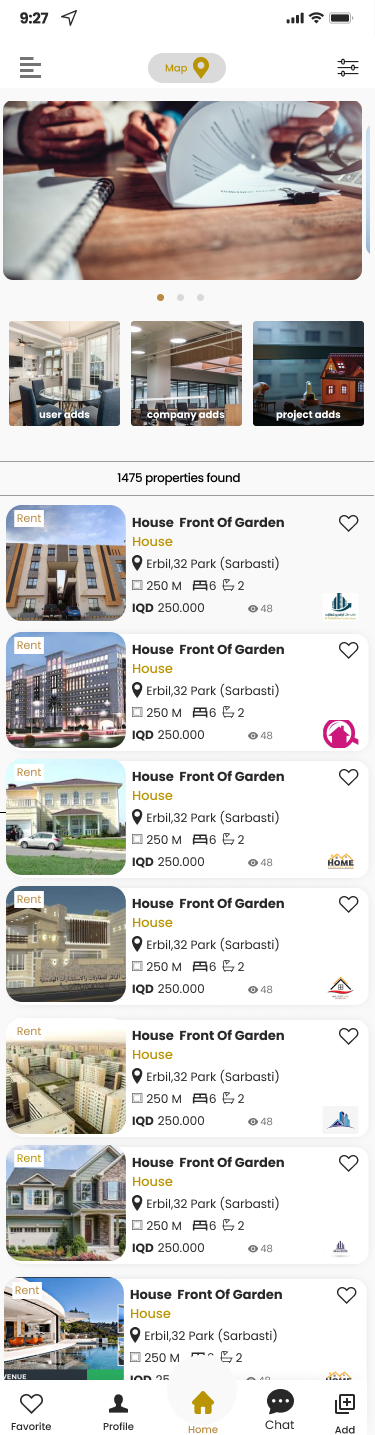 9:27
Map
user adds
company adds
project adds
1475 properties found
Rent
House Front Of Garden
House
Erbil,32 Park (Sarbasti)
250 M 6 2
IQD 250.000 48
Rent
House Front Of Garden
House
Erbil,32 Park (Sarbasti)
250 M 6 2
IQD 250.000 48
Rent
House Front Of Garden
House
Erbil,32 Park (Sarbasti)
250 M 6 2
IQD 250.000 48
HOME
Rent
House Front Of Garden
House
Erbil,32 Park (Sarbasti)
250 M 6 2
IQD 250.000 48
Rent
House Front Of Garden
House
Erbil,32 Park (Sarbasti)
250 M 6 2
IQD 250.000 48
Rent
House Front Of Garden
House
Erbil,32 Park (Sarbasti)
250 M 6 2
IQD 250.000 48
Rent
House Front Of Garden
House
Erbil,32 Park (Sarbasti)
250 M 2
IQD 25
VENUE
Favorite
Profile
Home
Chat
Add